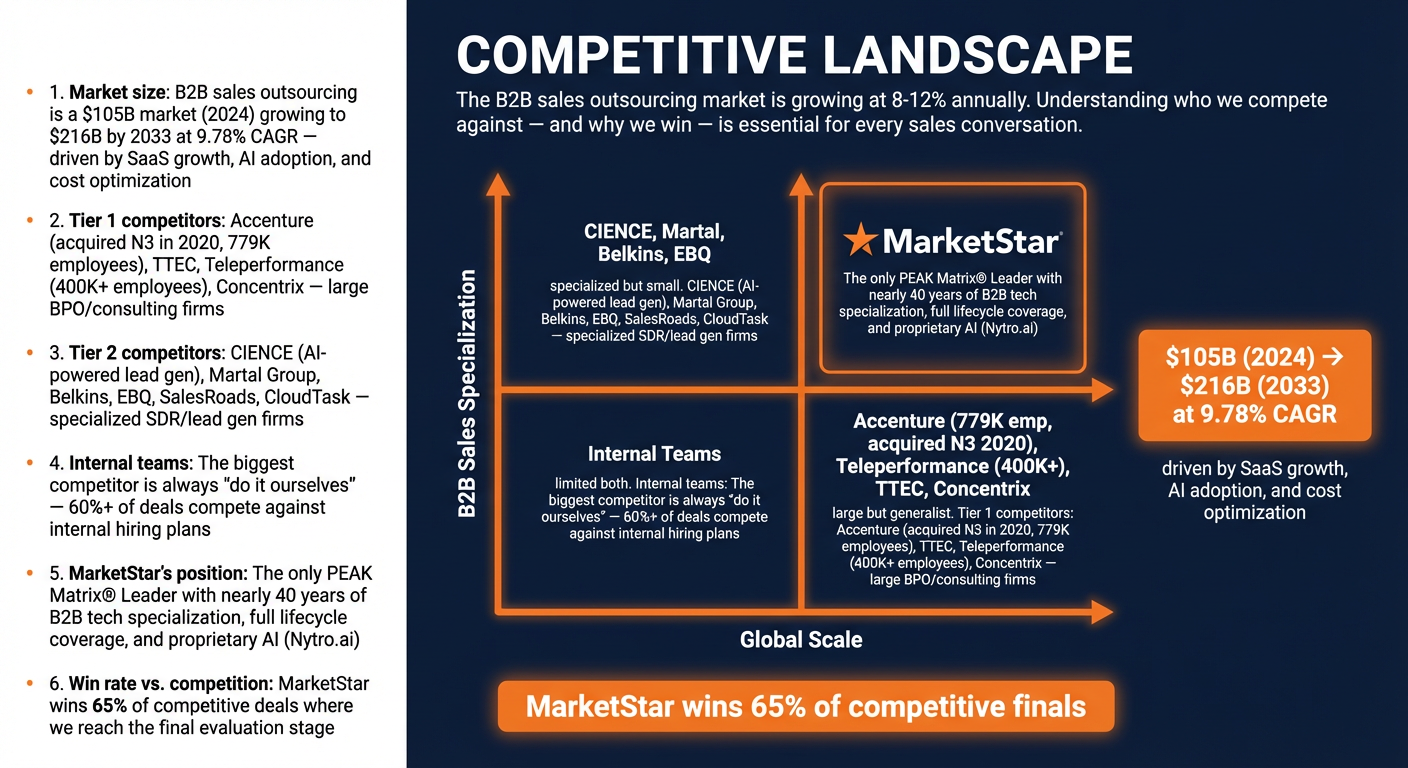 • 1. Market size: B2B sales outsourcing
is a $105B market (2024) growing to
$216B by 2033 at 9.78% CAGR —
driven by SaaS growth, AI adoption, and
cost optimization
• 2. Tier 1 competitors: Accenture
(acquired N3 in 2020, 779K
employees), TTEC, Teleperformance
(400K+ employees), Concentrix — large
BPO/consulting firms
• 3. Tier 2 competitors: CIENCE (AI-
powered lead gen), Martal Group,
Belkins, EBQ, SalesRoads, CloudTask —
specialized SDR/lead gen firms
• 4. Internal teams: The biggest
competitor is always “do it ourselves”
— 60%+ of deals compete against
internal hiring plans
• 5. MarketStar’s position: The only PEAK
Matrix® Leader with nearly 40 years of
B2B tech specialization, full lifecycle
coverage, and proprietary AI (Nytro.ai)
• 6. Win rate vs. competition: MarketStar
wins 65% of competitive deals where
we reach the final evaluation stage
COMPETITIVE LANDSCAPE
The B2B sales outsourcing market is growing at 8-12% annually. Understanding who we compete
against — and why we win — is essential for every sales conversation.
B2B Sales Specialization
CIENCE, Martal,
Belkins, EBQ
specialized but small. CIENCE (AI-
powered lead gen), Martal Group,
Belkins, EBQ, SalesRoads, CloudTask
— specialized SDR/lead gen firms
MarketStar
The only PEAK Matrix® Leader with
nearly 40 years of B2B tech
specialization, full lifecycle coverage,
and proprietary AI (Nytro.ai)
Internal Teams
limited both. Internal teams: The
biggest competitor is always “do it
ourselves” — 60%+ of deals compete
against internal hiring plans
Accenture (779K emp,
acquired N3 2020),
Teleperformance (400K+),
TTEC, Concentrix
large but generalist. Tier 1 competitors:
Accenture (acquired N3 in 2020, 779K
employees), TTEC, Teleperformance
(400K+ employees), Concentrix —
large BPO/consulting firms
Global Scale
$105B (2024) →
$216B (2033)
at 9.78% CAGR
driven by SaaS growth,
AI adoption, and cost
optimization
MarketStar wins 65% of competitive finals